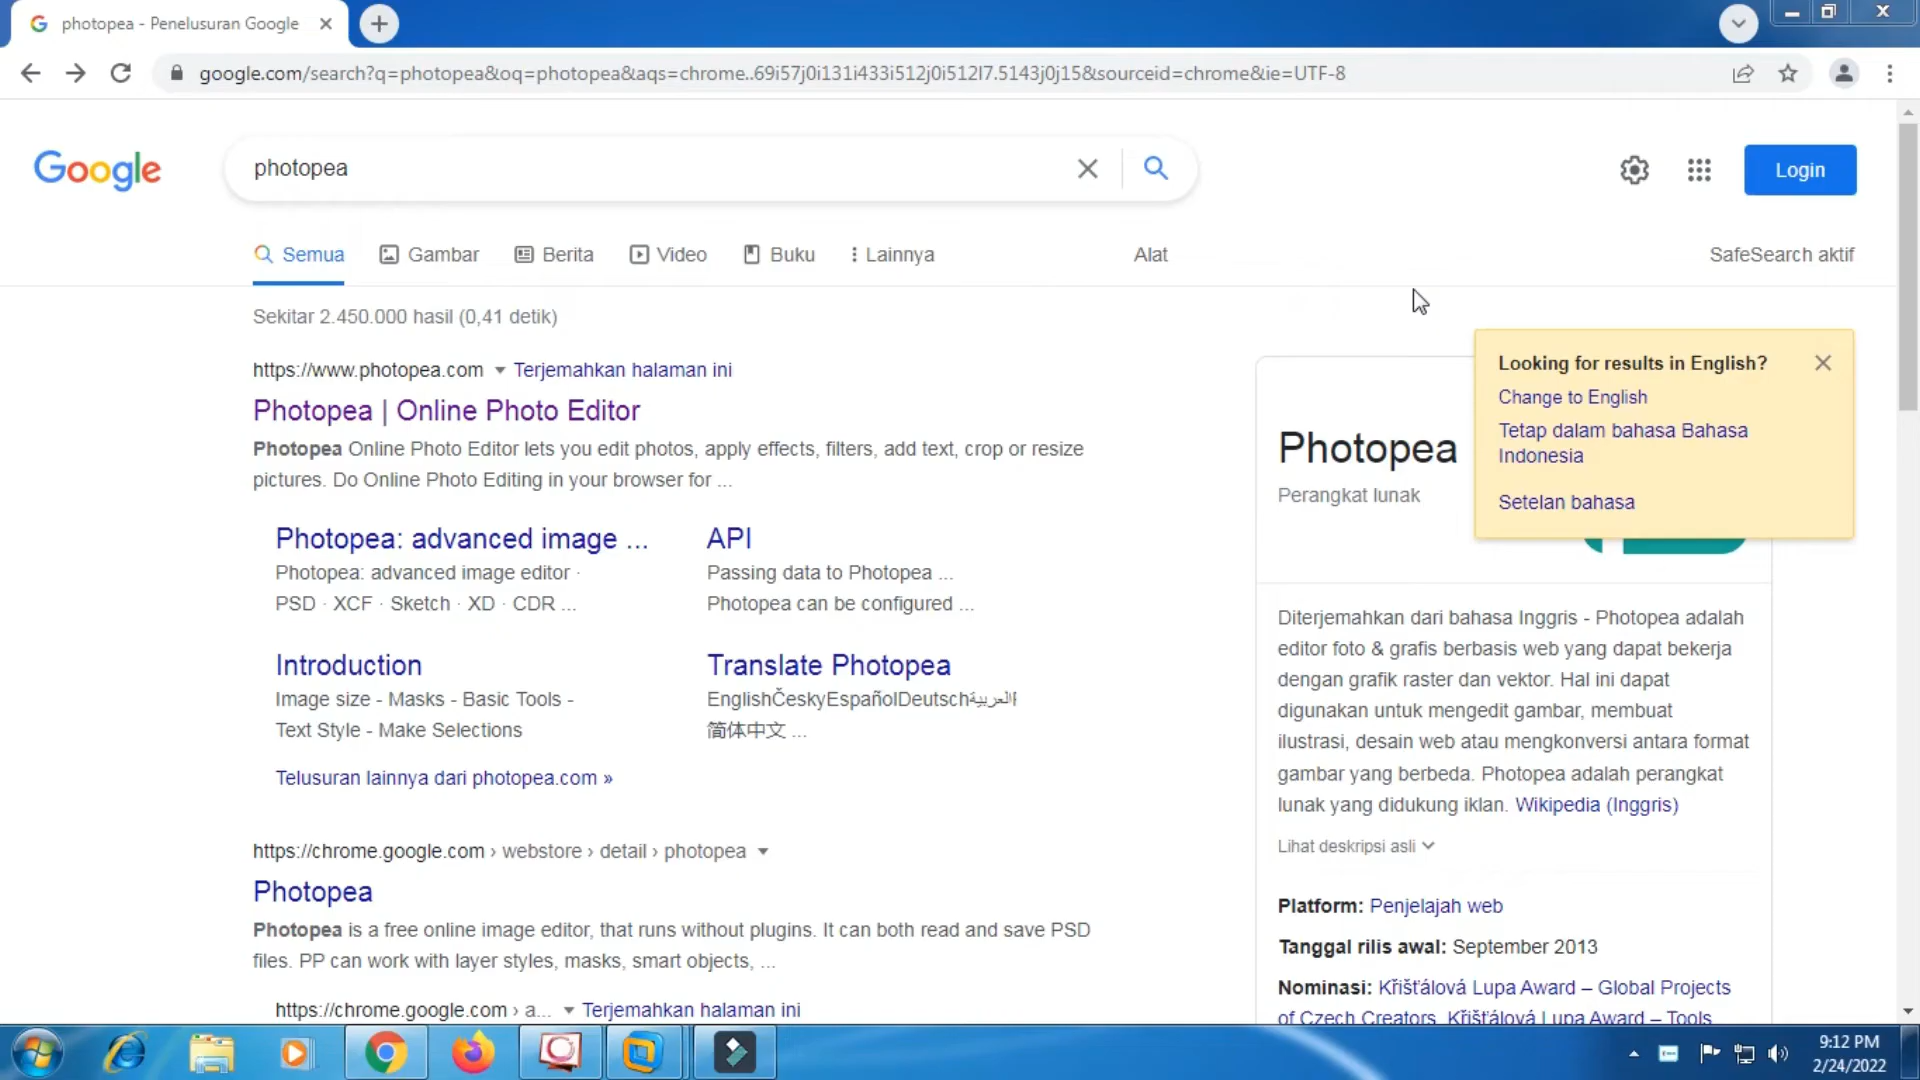 photopea - Penelusuran Google
google.com/search?q=photopea&oq=photopea&aqs=chrome..69i57j0i131i433i512j0i512l7.5143j0j15&sourceid=chrome&ie=UTF-8
Google
photopea
Login
Semua
Gambar
Berita
Video
Buku
Lainnya
Alat
SafeSearch aktif
Sekitar 2.450.000 hasil (0,41 detik)
https://www.photopea.com
Terjemahkan halaman ini
Photopea | Online Photo Editor
Photopea Online Photo Editor lets you edit photos, apply effects, filters, add text, crop or resize
pictures. Do Online Photo Editing in your browser for ...
Photopea: advanced image ...
Photopea: advanced image editor ·
PSD · XCF · Sketch · XD · CDR ...
API
Passing data to Photopea ...
Photopea can be configured ...
Introduction
Image size - Masks - Basic Tools -
Text Style - Make Selections
Translate Photopea
EnglishČeskyEspañolDeutschالعربية
简体中文 ...
Telusuran lainnya dari photopea.com »
https://chrome.google.com › webstore › detail › photopea
Photopea
Photopea is a free online image editor, that runs without plugins. It can both read and save PSD
files. PP can work with layer styles, masks, smart objects, ...
https://chrome.google.com › a...
Terjemahkan halaman ini
Looking for results in English?
Change to English
Tetap dalam bahasa Bahasa
Indonesia
Setelan bahasa
Photopea
Perangkat lunak
Diterjemahkan dari bahasa Inggris - Photopea adalah
editor foto & grafis berbasis web yang dapat bekerja
dengan grafik raster dan vektor. Hal ini dapat
digunakan untuk mengedit gambar, membuat
ilustrasi, desain web atau mengkonversi antara format
gambar yang berbeda. Photopea adalah perangkat
lunak yang didukung iklan. Wikipedia (Inggris)
Lihat deskripsi asli
Platform: Penjelajah web
Tanggal rilis awal: September 2013
Nominasi: Křišťálová Lupa Award – Global Projects
of Czech Creators, Křišťálová Lupa Award – Tools
9:12 PM
2/24/2022